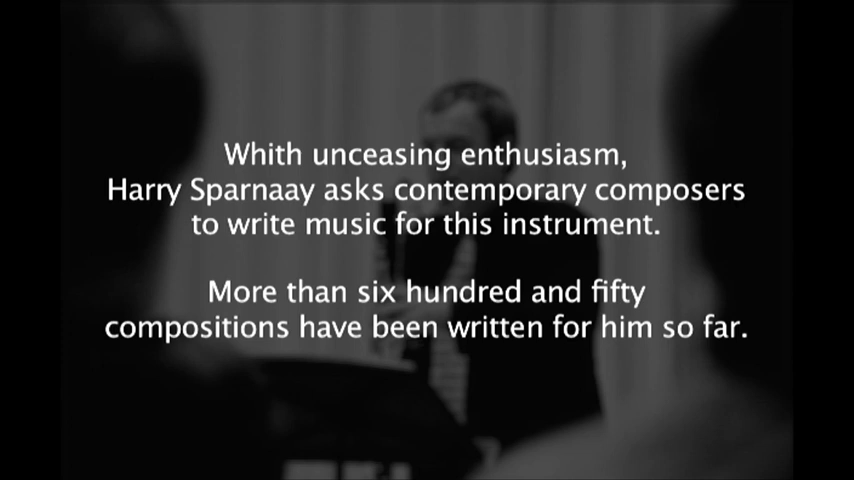 Whith unceasing enthusiasm,
Harry Sparnaay asks contemporary composers
to write music for this instrument.
More than six hundred and fifty
compositions have been written for him so far.